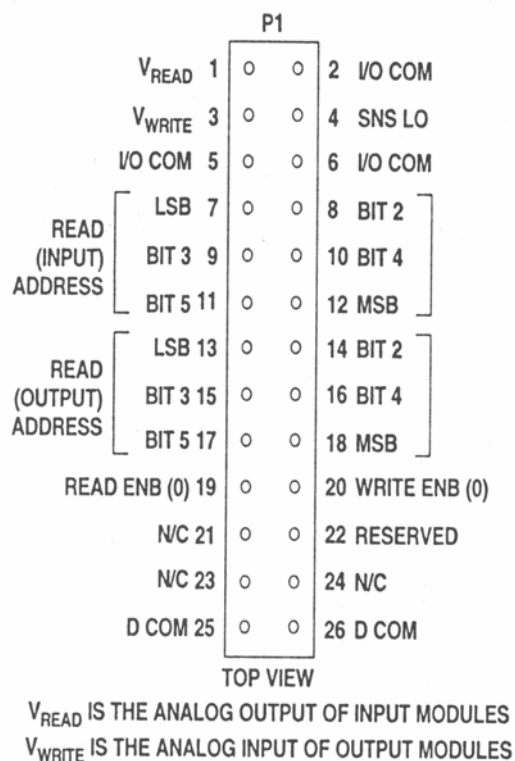 P1
V_READ 1 2 I/O COM
V_WRITE 3 4 SNS LO
I/O COM 5 6 I/O COM
READ (INPUT) ADDRESS
LSB 7 8 BIT 2
BIT 3 9 10 BIT 4
BIT 5 11 12 MSB
READ (OUTPUT) ADDRESS
LSB 13 14 BIT 2
BIT 3 15 16 BIT 4
BIT 5 17 18 MSB
READ ENB (0) 19 20 WRITE ENB (0)
N/C 21 22 RESERVED
N/C 23 24 N/C
D COM 25 26 D COM
TOP VIEW
V_READ IS THE ANALOG OUTPUT OF INPUT MODULES
V_WRITE IS THE ANALOG INPUT OF OUTPUT MODULES